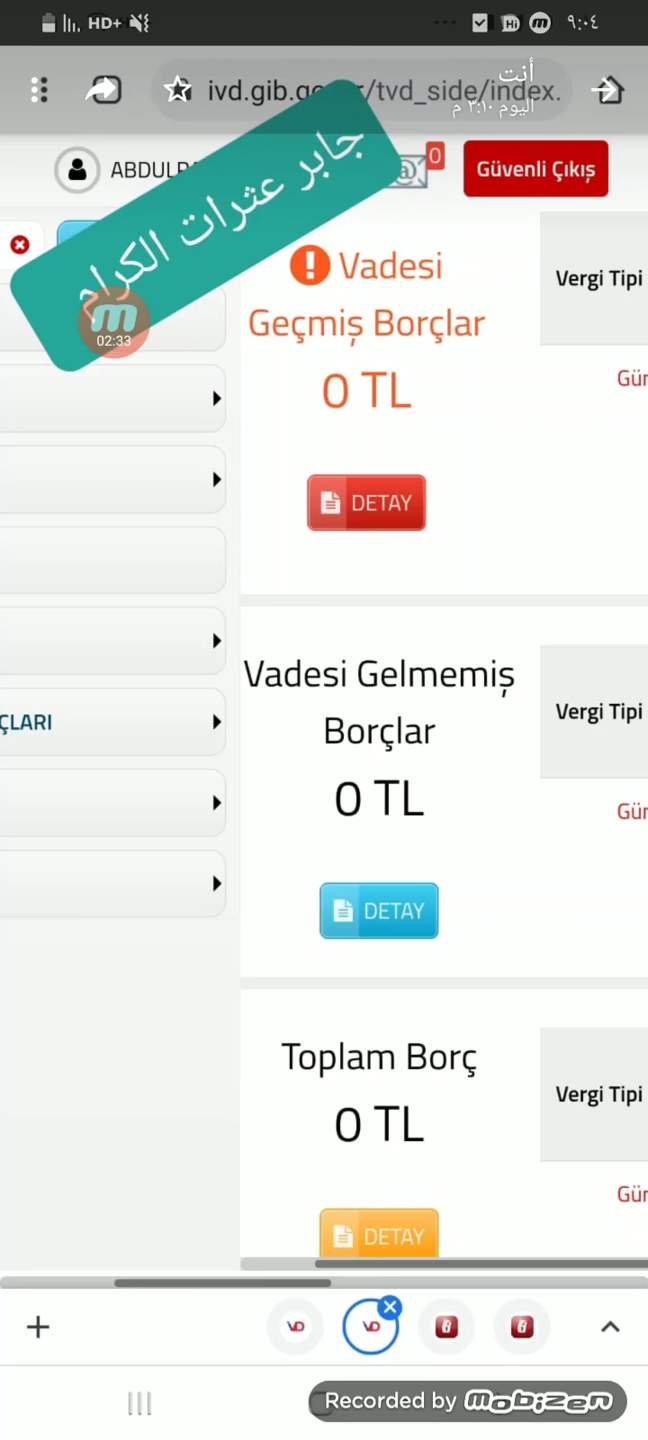 HD+
٩:٠٤
ivd.gib.go
/tvd_side/index.
أنت
اليوم ٣:١٠ م
0
Güvenli Çıkış
جابر عثرات الكرام
02:33
Vadesi
Geçmiş Borçlar
0 TL
DETAY
Vergi Tipi
Gün
ÇLARI
Vadesi Gelmemiş
Borçlar
0 TL
DETAY
Vergi Tipi
Gün
Toplam Borç
0 TL
DETAY
Vergi Tipi
Gün
VD
VD
Recorded by mobizen